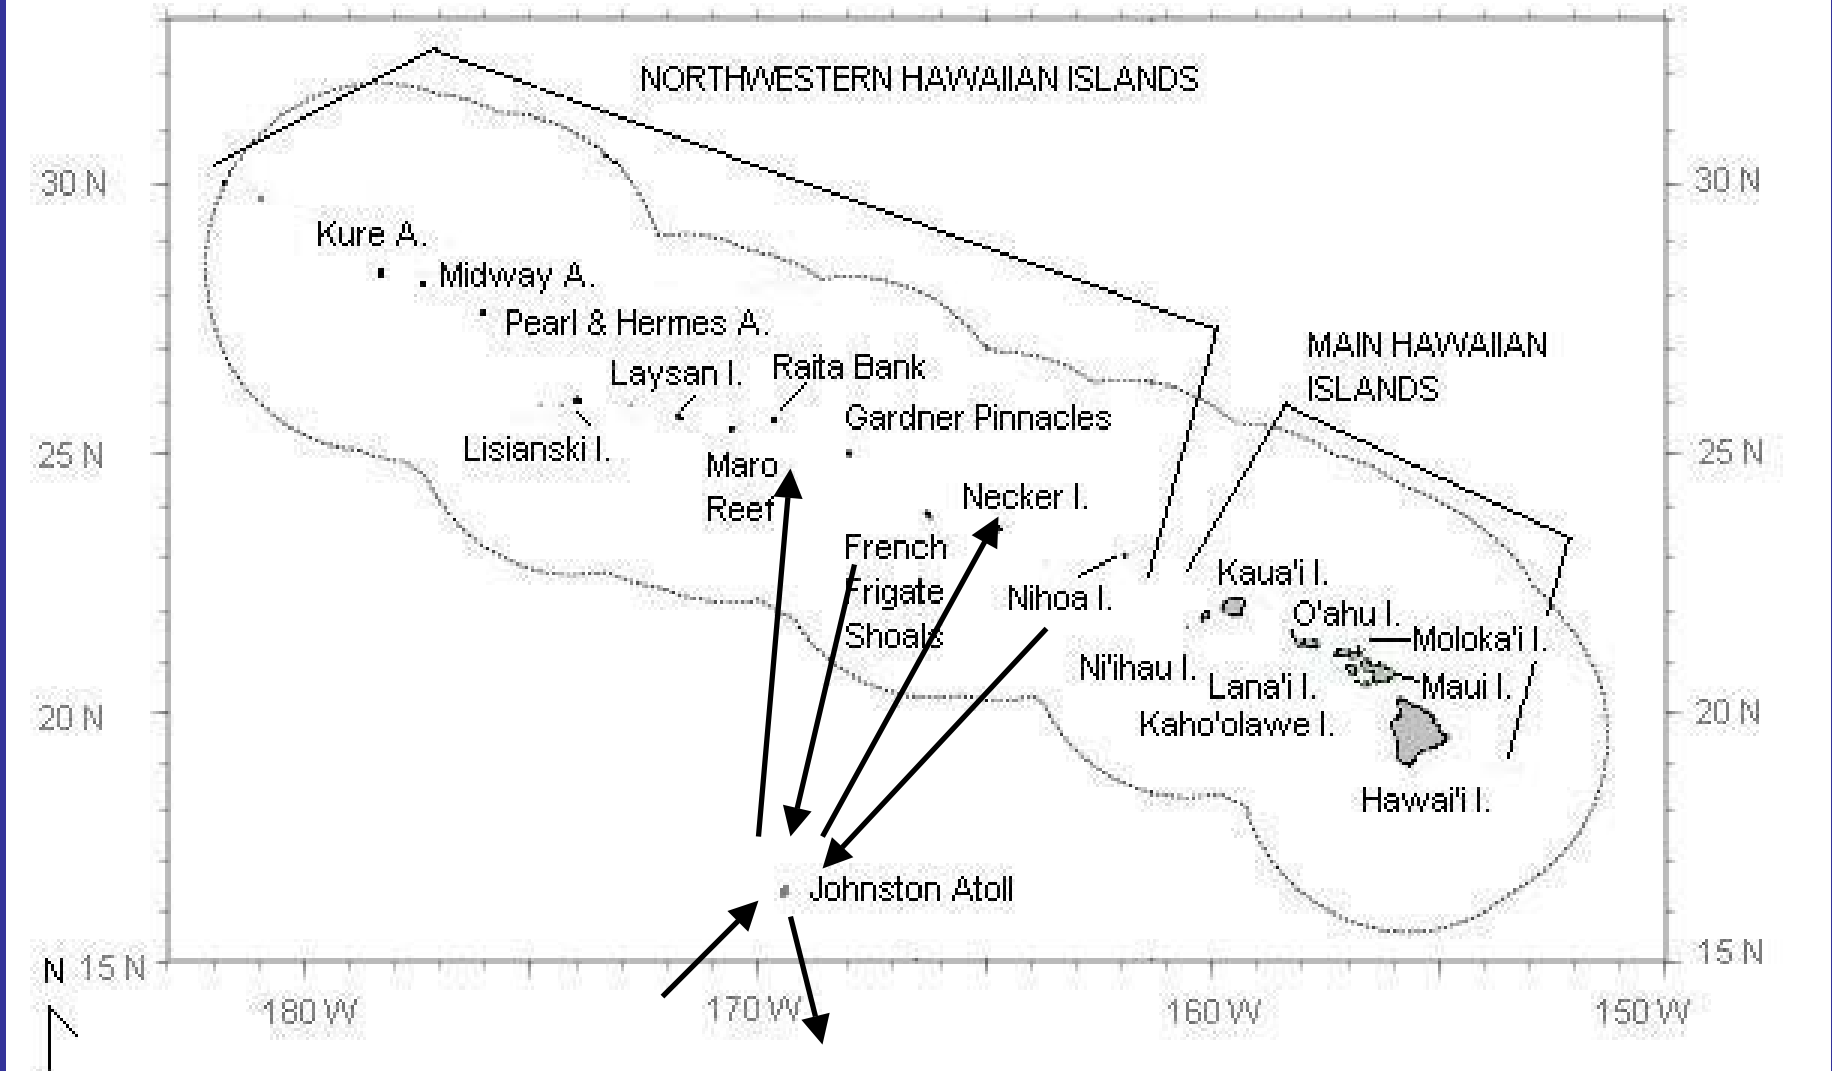 NORTHWESTERN HAWAIIAN ISLANDS
30 N
30 N
Kure A.
Midway A.
Pearl & Hermes A.
MAIN HAWAIIAN
ISLANDS
Laysan I.
Raita Bank
Gardner Pinnacles
Lisianski I.
25 N
25 N
Maro
Reef
Necker I.
French
Frigate
Shoals
Nihoa I.
Kaua'i I.
O'ahu I.
Moloka'i I.
Ni'ihau I.
Lana'i I.
Maui I.
20 N
20 N
Kaho'olawe I.
Hawai'i I.
Johnston Atoll
N
15 N
15 N
180 W
170 W
160 W
150 W